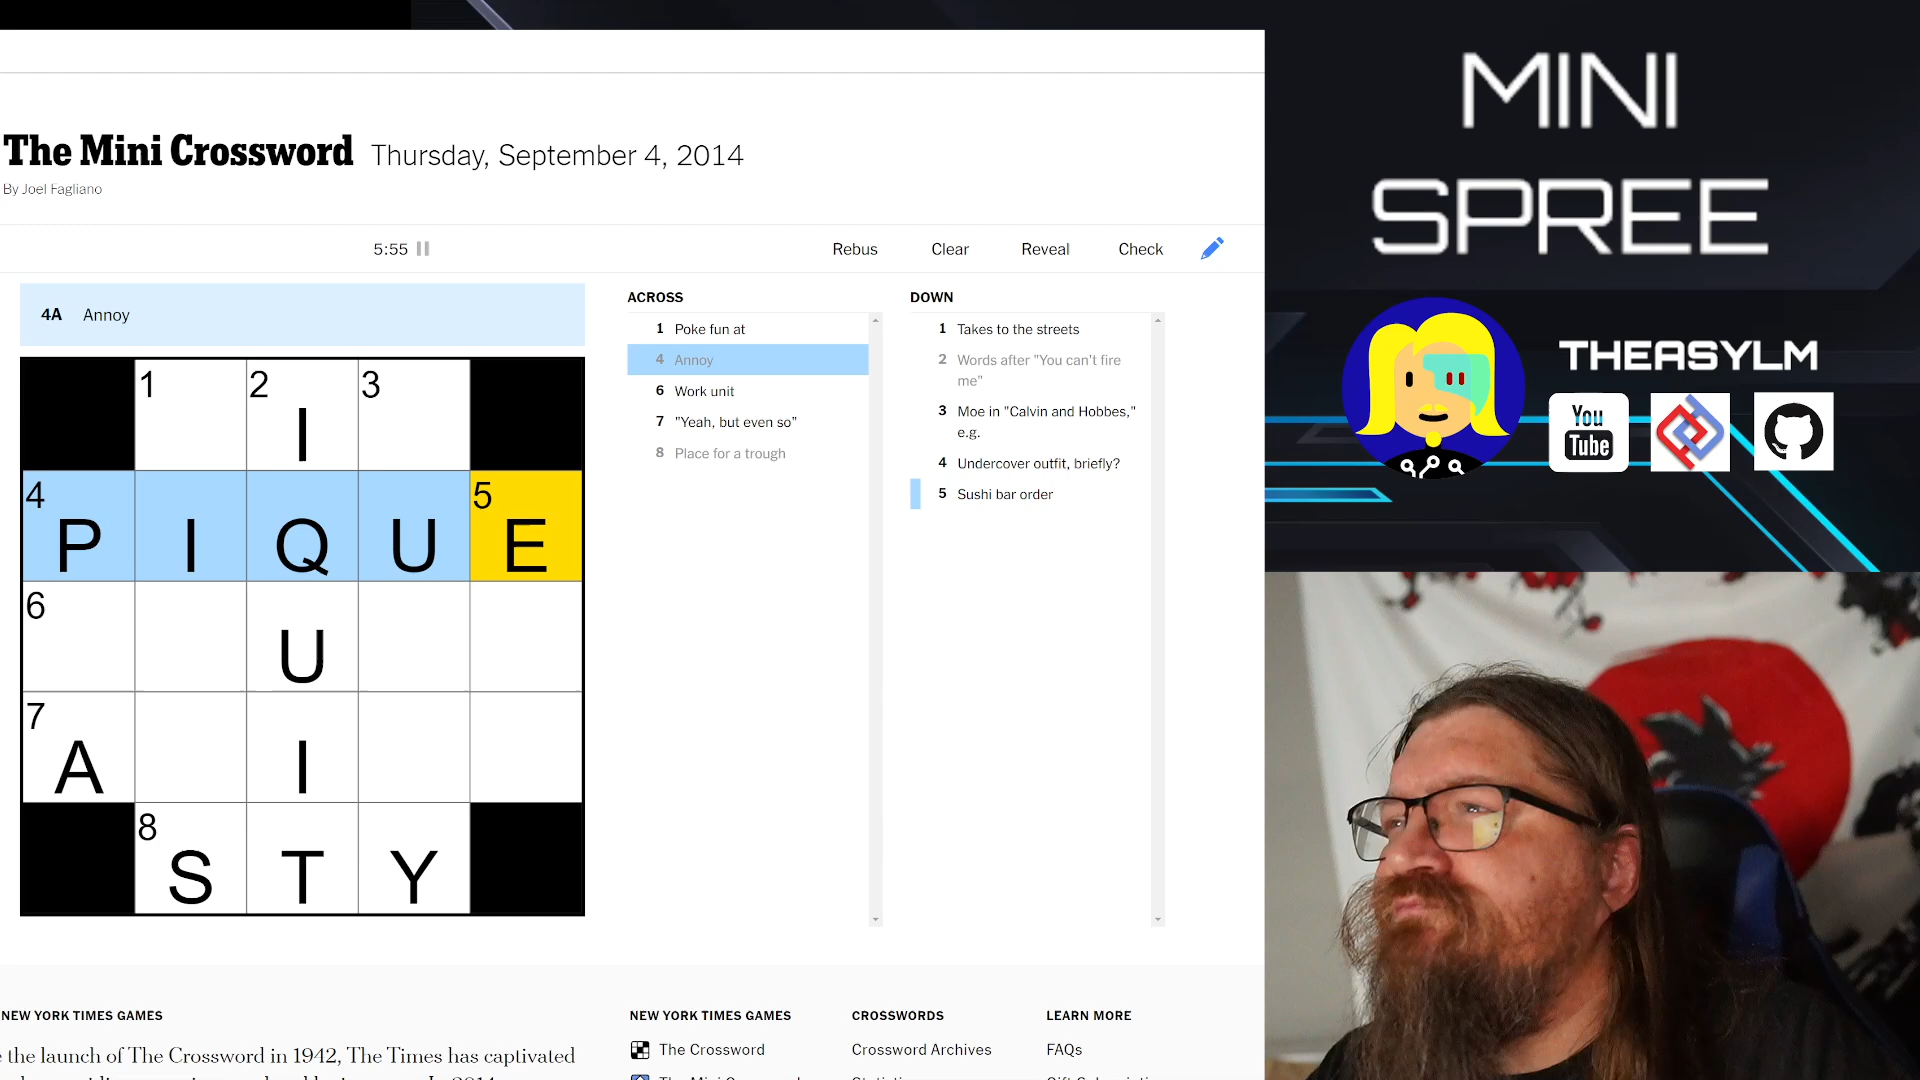 MINI
SPREE
THEASYLM
You
Tube
The Mini Crossword Thursday, September 4, 2014
By Joel Fagliano
5:55
Rebus Clear Reveal Check
4A Annoy
1 2 3
I
4 5
P I Q U E
6
U
7
A I
8
S T Y
ACROSS
1 Poke fun at
4 Annoy
6 Work unit
7 "Yeah, but even so"
8 Place for a trough
DOWN
1 Takes to the streets
2 Words after "You can't fire
me"
3 Moe in "Calvin and Hobbes,"
e.g.
4 Undercover outfit, briefly?
5 Sushi bar order
NEW YORK TIMES GAMES
the launch of The Crossword in 1942, The Times has captivated
NEW YORK TIMES GAMES
The Crossword
CROSSWORDS
Crossword Archives
LEARN MORE
FAQs